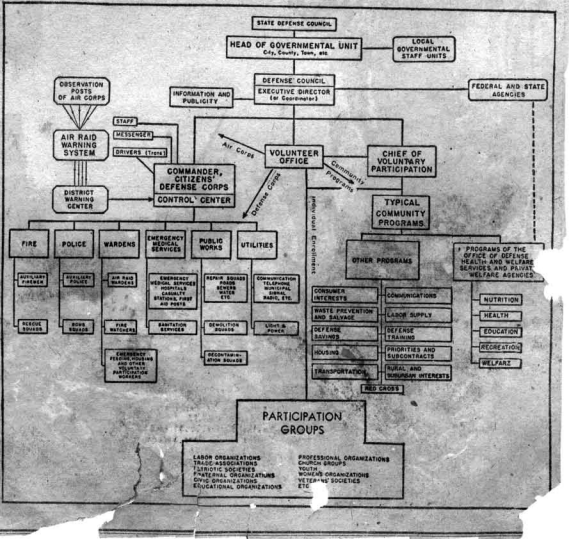 STATE DEFENSE COUNCIL
HEAD OF GOVERNMENTAL UNIT
City, County, Town, etc.
LOCAL
GOVERNMENTAL
STAFF UNITS
OBSERVATION
POSTS
OF AIR CORPS
INFORMATION AND
PUBLICITY
DEFENSE COUNCIL
EXECUTIVE DIRECTOR
(or Coordinator)
FEDERAL AND STATE
AGENCIES
AIR RAID
WARNING
SYSTEM
STAFF
MESSENGER
DRIVERS (Trans)
Air Corps
VOLUNTEER
OFFICE
Community
Programs
Defense Corps
Individual Enrollment
CHIEF OF
VOLUNTARY
PARTICIPATION
COMMANDER,
CITIZENS'
DEFENSE CORPS
CONTROL CENTER
DISTRICT
WARNING
CENTER
TYPICAL
COMMUNITY
PROGRAMS
FIRE
POLICE
WARDENS
EMERGENCY
MEDICAL
SERVICES
PUBLIC
WORKS
UTILITIES
OTHER PROGRAMS
PROGRAMS OF THE
OFFICE OF DEFENSE
HEALTH AND WELFARE
SERVICES AND PRIVATE
WELFARE AGENCIES
AUXILIARY
FIREMEN
AUXILIARY
POLICE
AIR RAID
WARDENS
EMERGENCY
MEDICAL SERVICES
HOSPITALS
CASUALTY
STATIONS, FIRST
AID POSTS
REPAIR SQUADS
ROADS
SEWERS
WATER
ETC.
COMMUNICATION
TELEPHONE
MUNICIPAL
SIGNAL
RADIO, ETC.
RESCUE
SQUADS
BOMB
SQUADS
FIRE
WATCHERS
SANITATION
SERVICES
DEMOLITION
SQUADS
LIGHT &
POWER
EMERGENCY
FEEDING, HOUSING
AND OTHER
VOLUNTARY
PARTICIPATION
WORKERS
DECONTAMIN-
ATION SQUADS
CONSUMER
INTERESTS
COMMUNICATIONS
WASTE PREVENTION
AND SALVAGE
LABOR SUPPLY
DEFENSE
SAVINGS
DEFENSE
TRAINING
HOUSING
PRIORITIES AND
SUBCONTRACTS
TRANSPORTATION
RURAL AND
SUBURBAN INTERESTS
RED CROSS
NUTRITION
HEALTH
EDUCATION
RECREATION
WELFARE
PARTICIPATION
GROUPS
LABOR ORGANIZATIONS
TRADE ASSOCIATIONS
PATRIOTIC SOCIETIES
FRATERNAL ORGANIZATIONS
CIVIC ORGANIZATIONS
EDUCATIONAL ORGANIZATIONS
PROFESSIONAL ORGANIZATIONS
CHURCH GROUPS
YOUTH
WOMENS ORGANIZATIONS
VETERANS' SOCIETIES
ETC